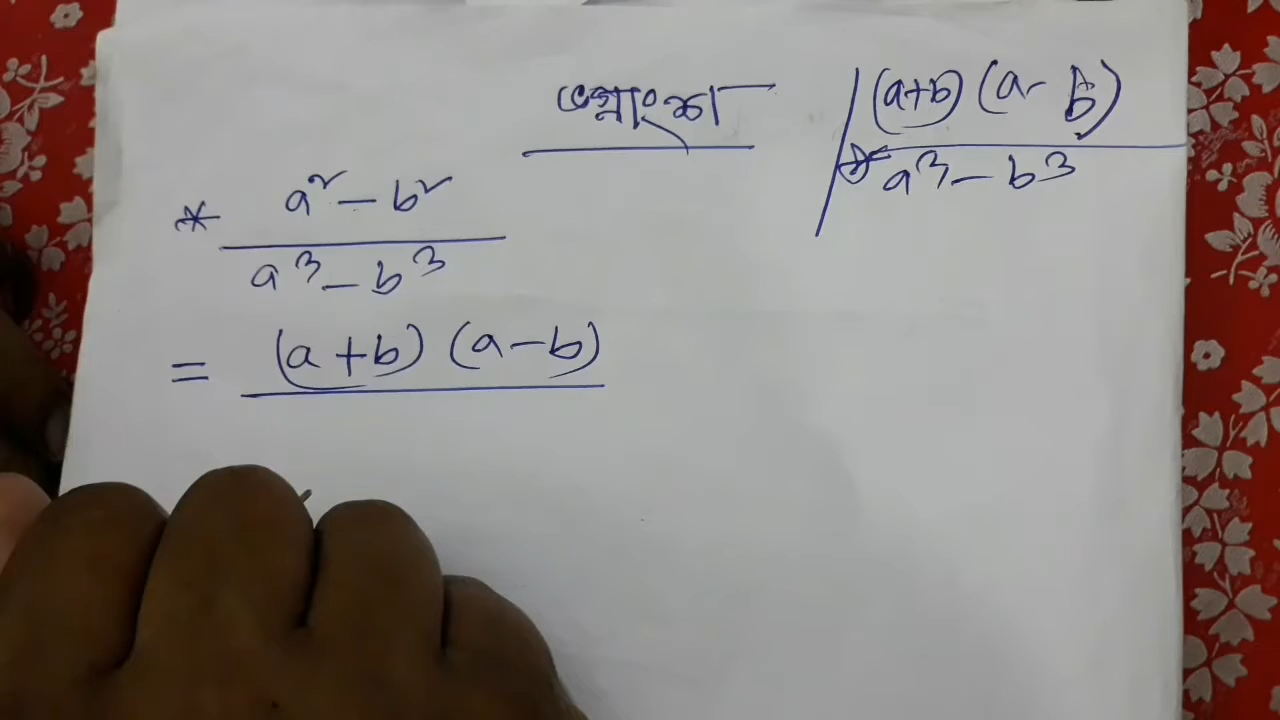 ভগ্নাংশ
(a+b) (a-b)
a³-b³
* a²-b²
a³-b³
= (a+b) (a-b)